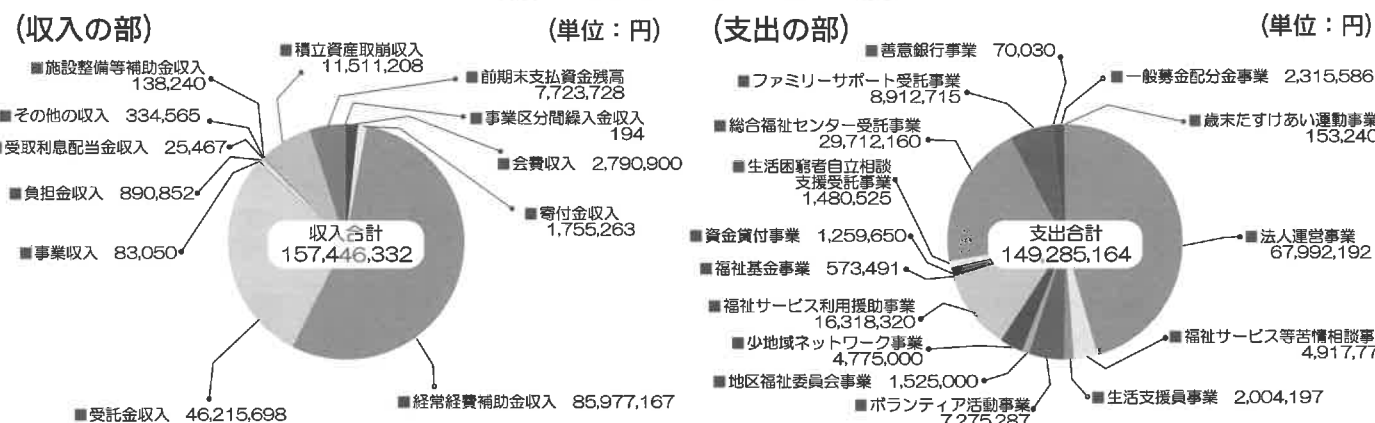 (収入の部)
(単位：円)
■積立資産取崩収入
11,511,208
■施設整備等補助金収入
138,240
■前期末支払資金残高
7,723,728
■その他の収入 334,565
■事業区分間繰入金収入
194
受取利息配当金収入 25,467
■会費収入 2,790,900
■負担金収入 890,852
■寄付金収入
1,755,263
■事業収入 83,050
収入合計
157,446,332
■受託金収入 46,215,698
■経常経費補助金収入 85,977,167
(支出の部)
(単位：円)
■善意銀行事業 70,030
■ファミリーサポート受託事業
8,912,715
■一般募金配分金事業 2,315,586
■総合福祉センター受託事業
29,712,160
■歳末たすけあい運動事業
153,240
■生活困窮者自立相談
支援受託事業
1,480,525
■資金貸付事業 1,259,650
支出合計
149,285,164
■法人運営事業
67,992,192
■福祉基金事業 573,491
■福祉サービス利用援助事業
16,318,320
■少地域ネットワーク事業
4,775,000
■福祉サービス等苦情相談事
4,917,77
■地区福祉委員会事業 1,525,000
■生活支援員事業 2,004,197
■ボランティア活動事業
7,275,287